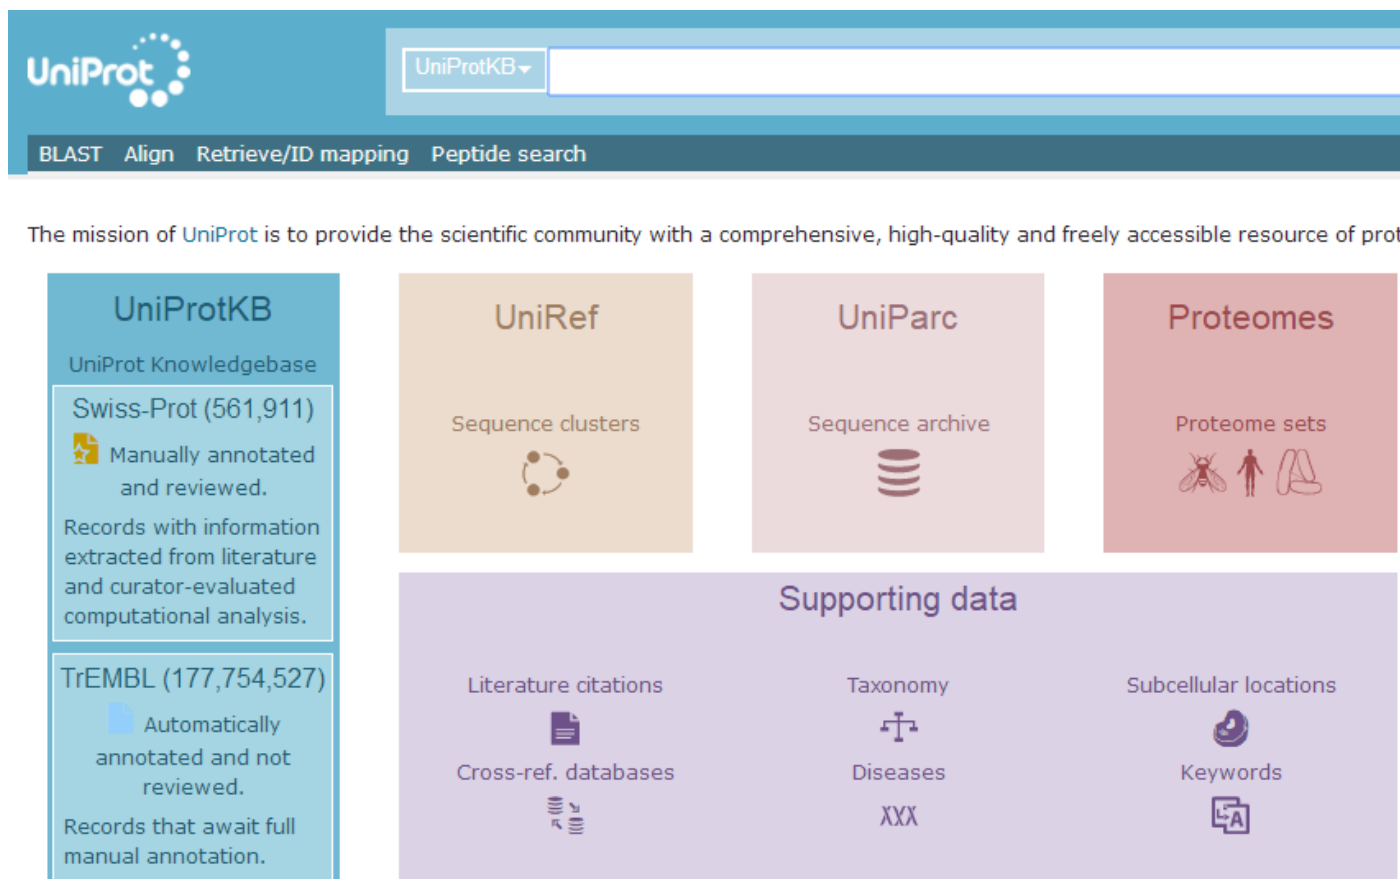 UniProt
UniProtKB
BLAST Align Retrieve/ID mapping Peptide search
The mission of UniProt is to provide the scientific community with a comprehensive, high-quality and freely accessible resource of prot
UniProtKB
UniProt Knowledgebase
Swiss-Prot (561,911)
Manually annotated
and reviewed.
Records with information
extracted from literature
and curator-evaluated
computational analysis.
TrEMBL (177,754,527)
Automatically
annotated and not
reviewed.
Records that await full
manual annotation.
UniRef
Sequence clusters
UniParc
Sequence archive
Proteomes
Proteome sets
Supporting data
Literature citations
Taxonomy
Subcellular locations
Cross-ref. databases
Diseases
Keywords